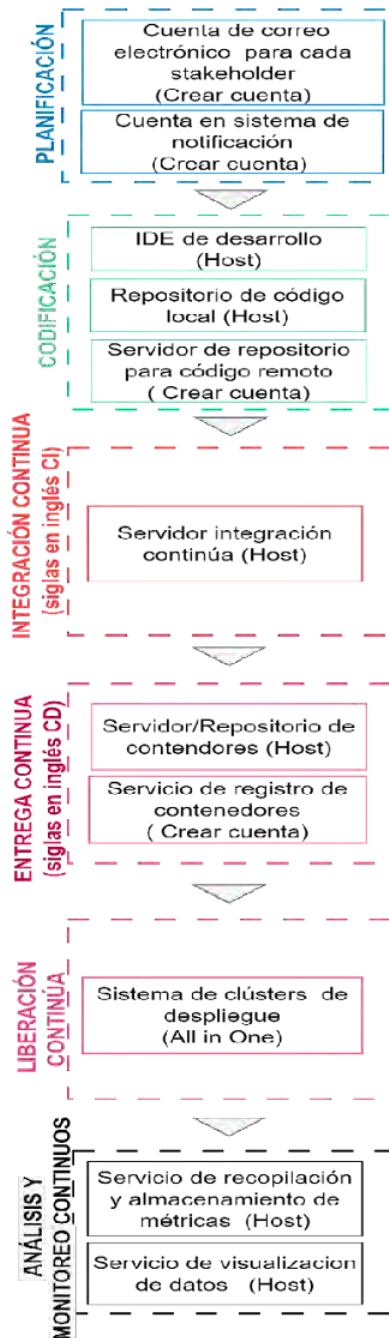 PLANIFICACIÓN
Cuenta de correo
electrónico para cada
stakeholder
(Crear cuenta)
Cuenta en sistema de
notificación
(Crear cuenta)
CODIFICACIÓN
IDE de desarrollo
(Host)
Repositorio de código
local (Host)
Servidor de repositorio
para código remoto
( Crear cuenta)
INTEGRACIÓN CONTINUA
(siglas en inglés CI)
Servidor integración
continúa (Host)
ENTREGA CONTINUA
(siglas en inglés CD)
Servidor/Repositorio de
contendores (Host)
Servicio de registro de
contenedores
( Crear cuenta)
LIBERACIÓN
CONTINÚA
Sistema de clústers de
despliegue
(All in One)
ANÁLISIS Y
MONITOREO CONTINUOS
Servicio de recopilación
y almacenamiento de
métricas (Host)
Servicio de visualizacion
de datos (Host)